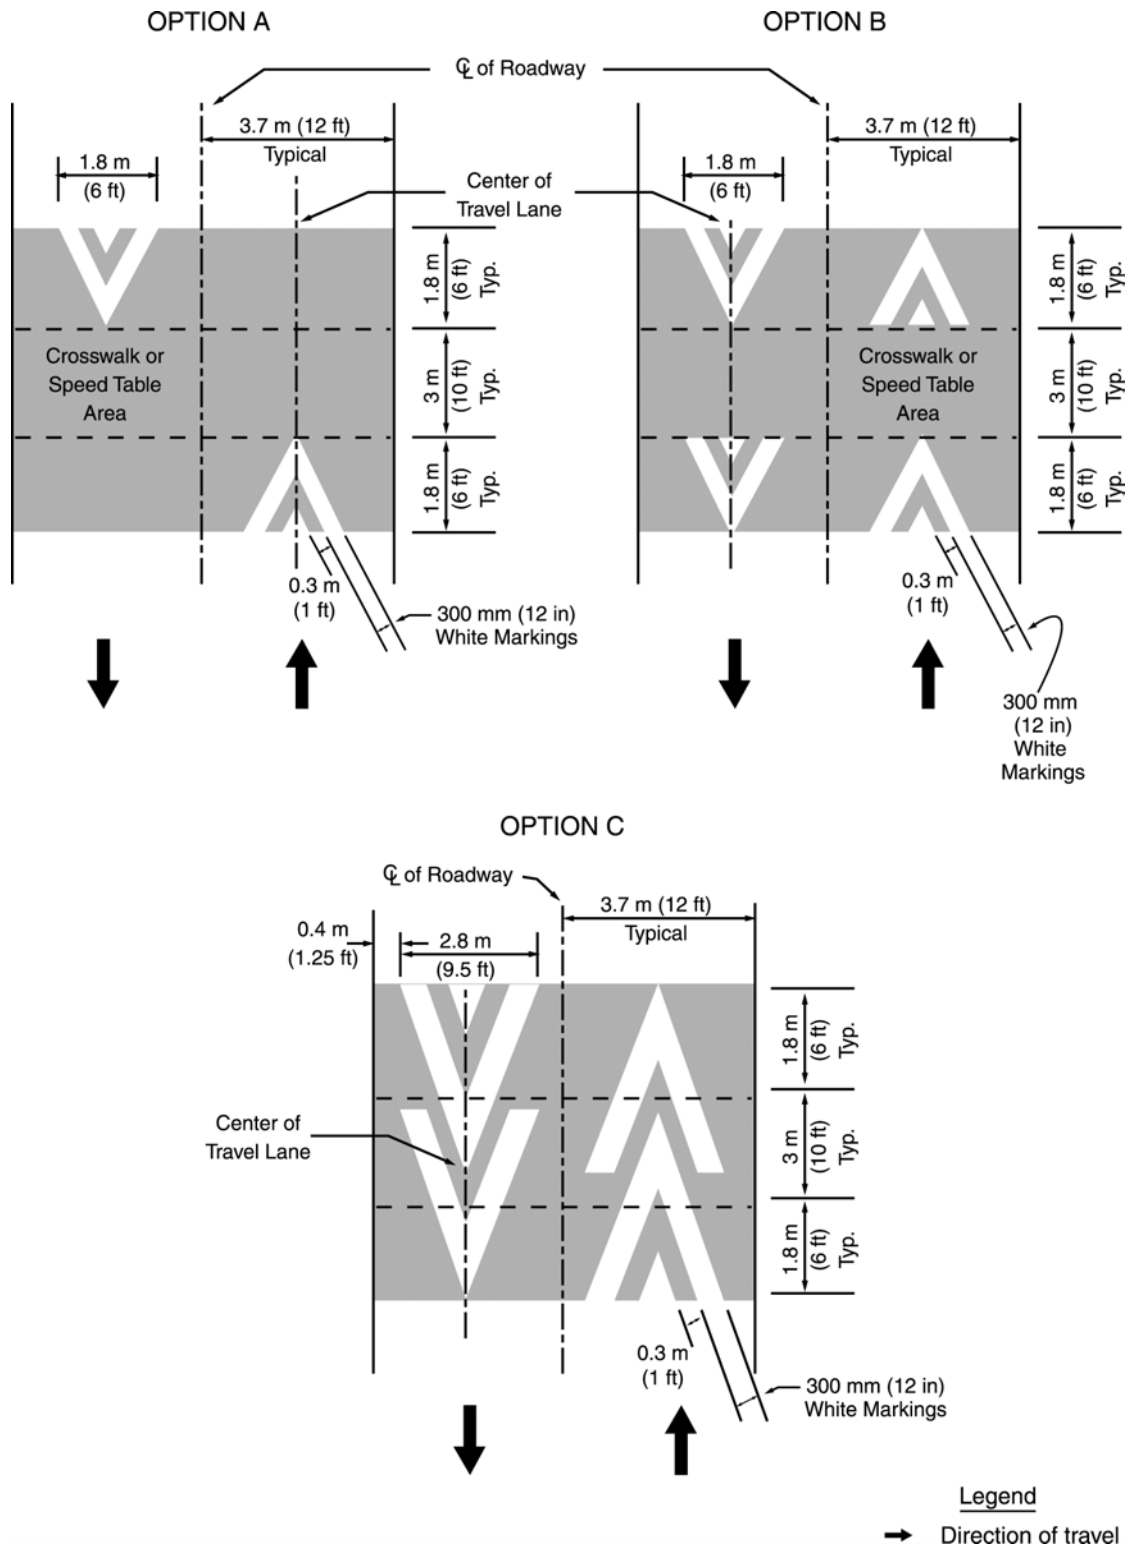 OPTION A
OPTION B
℄ of Roadway
3.7 m (12 ft)
Typical
3.7 m (12 ft)
Typical
1.8 m
(6 ft)
1.8 m
(6 ft)
Center of
Travel Lane
1.8 m
(6 ft)
Typ.
1.8 m
(6 ft)
Typ.
Crosswalk or
Speed Table
Area
3 m
(10 ft)
Typ.
Crosswalk or
Speed Table
Area
3 m
(10 ft)
Typ.
1.8 m
(6 ft)
Typ.
1.8 m
(6 ft)
Typ.
0.3 m
(1 ft)
300 mm (12 in)
White Markings
0.3 m
(1 ft)
300 mm
(12 in)
White
Markings
OPTION C
℄ of Roadway
3.7 m (12 ft)
Typical
0.4 m
(1.25 ft)
2.8 m
(9.5 ft)
1.8 m
(6 ft)
Typ.
Center of
Travel Lane
3 m
(10 ft)
Typ.
1.8 m
(6 ft)
Typ.
0.3 m
(1 ft)
300 mm (12 in)
White Markings
Legend
Direction of travel